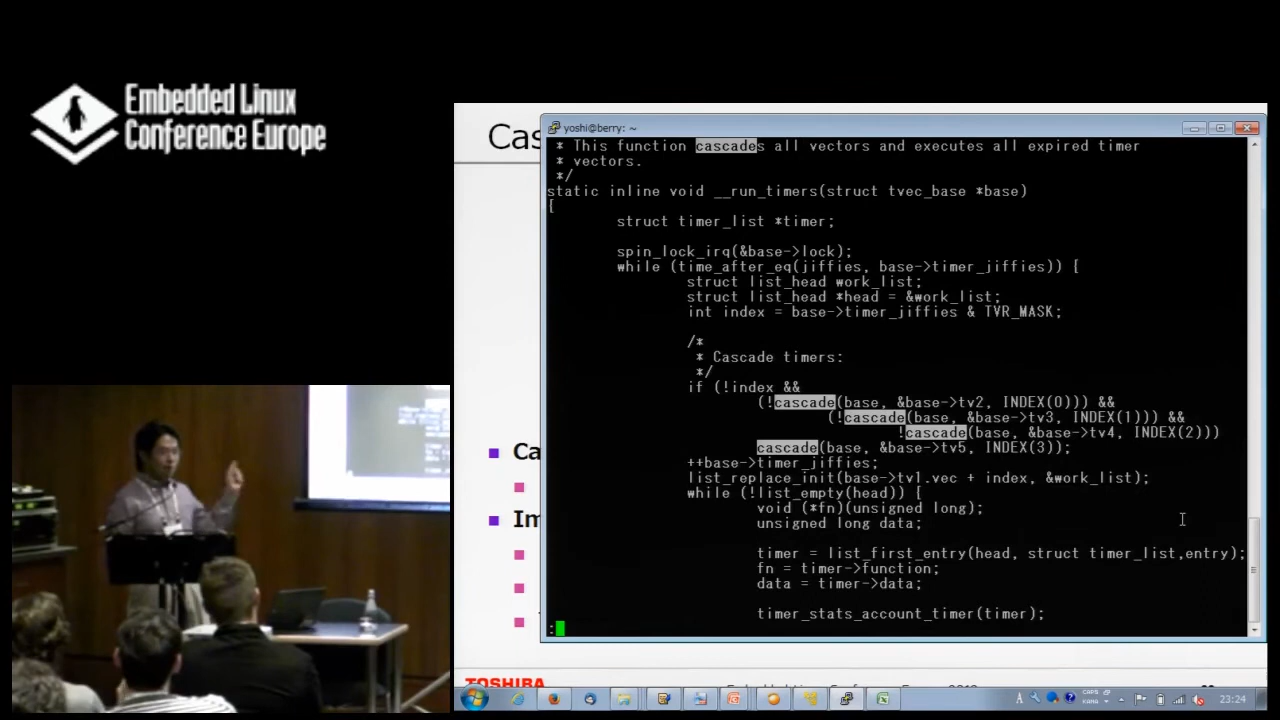 Embedded Linux
Conference Europe
Cas
yoshi@berry: ~
* This function cascades all vectors and executes all expired timer
* vectors.
*/
static inline void __run_timers(struct tvec_base *base)
{
struct timer_list *timer;
spin_lock_irq(&base->lock);
while (time_after_eq(jiffies, base->timer_jiffies)) {
struct list_head work_list;
struct list_head *head = &work_list;
int index = base->timer_jiffies & TVR_MASK;
/*
* Cascade timers:
*/
if (!index &&
(!cascade(base, &base->tv2, INDEX(0))) &&
(!cascade(base, &base->tv3, INDEX(1))) &&
!cascade(base, &base->tv4, INDEX(2)))
cascade(base, &base->tv5, INDEX(3));
++base->timer_jiffies;
list_replace_init(base->tv1.vec + index, &work_list);
while (!list_empty(head)) {
void (*fn)(unsigned long);
unsigned long data;
timer = list_first_entry(head, struct timer_list,entry);
fn = timer->function;
data = timer->data;
timer_stats_account_timer(timer);
:
Ca
Im
TOSHIBA
CAPS
KANA
23:24